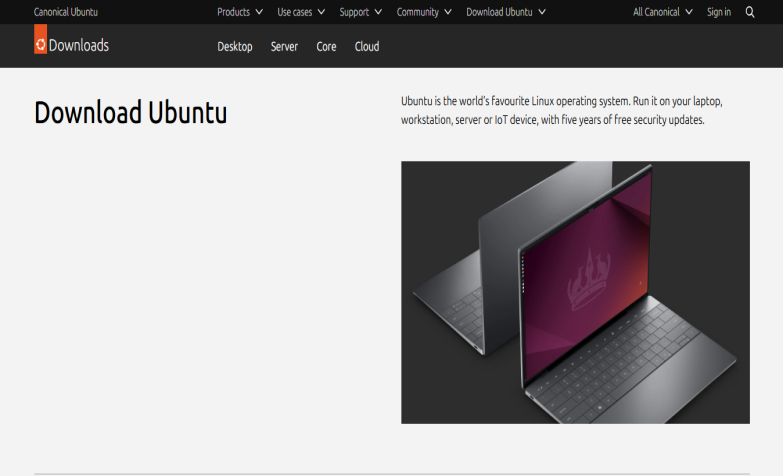 Canonical Ubuntu Products Use cases Support Community Download Ubuntu All Canonical Sign in
Downloads Desktop Server Core Cloud
Download Ubuntu
Ubuntu is the world's favourite Linux operating system. Run it on your laptop,
workstation, server or IoT device, with five years of free security updates.